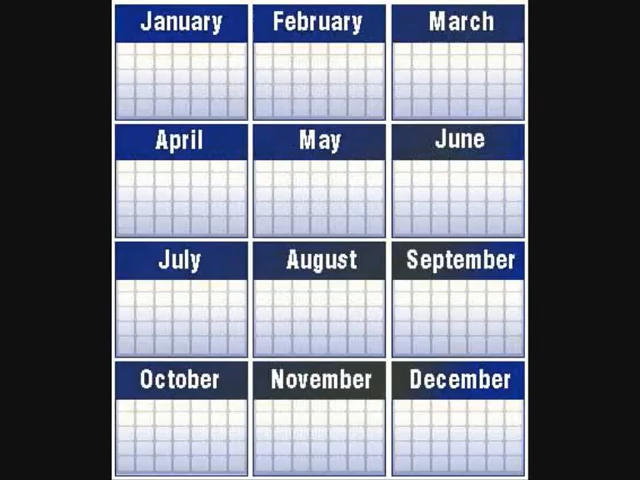 January February March
April May June
July August September
October November December